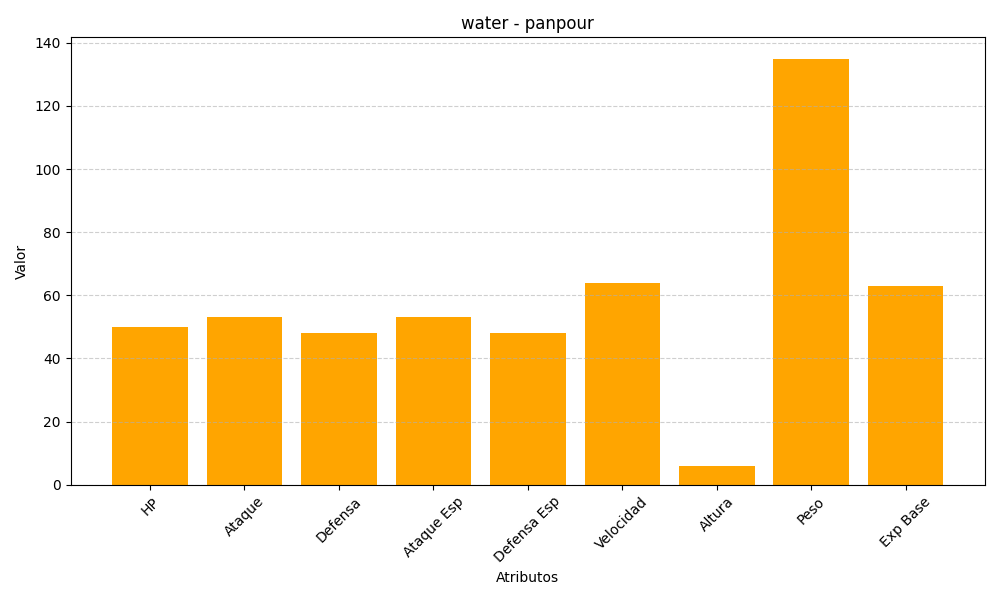 water - panpour
Valor
140
120
100
80
60
40
20
0
HP
Ataque
Defensa
Ataque Esp
Defensa Esp
Velocidad
Altura
Peso
Exp Base
Atributos